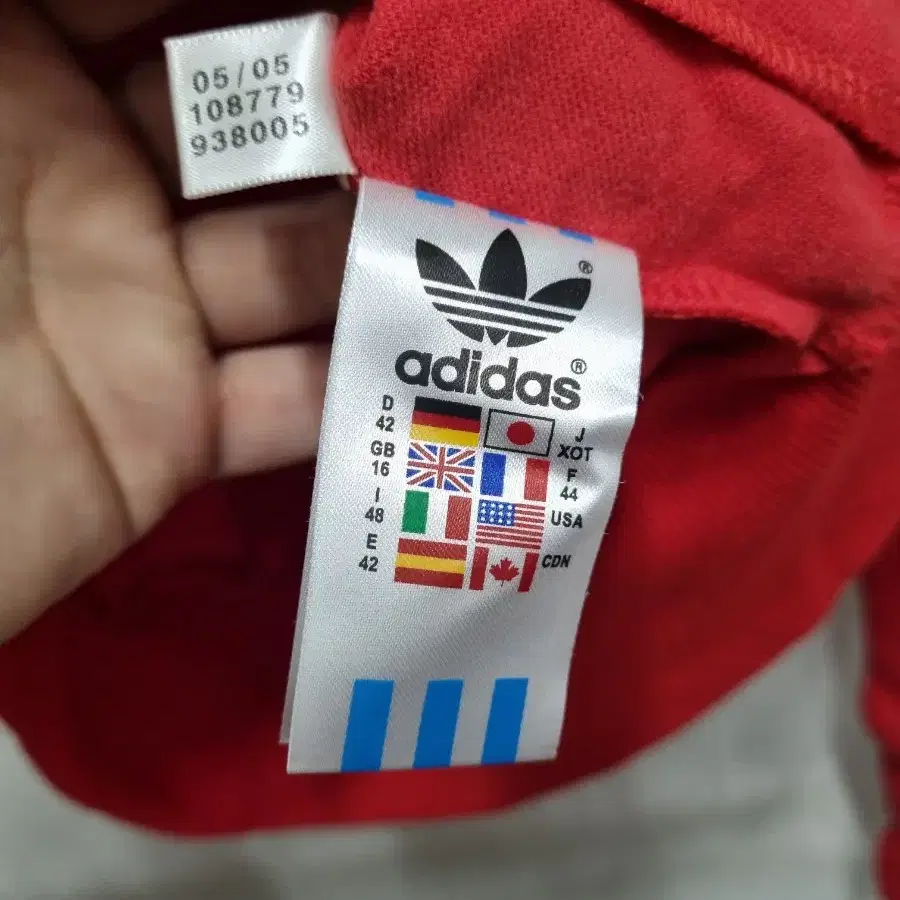 05/05
108779
938005
®
adidas®
D
42
J
XOT
GB
16
F
44
I
48
USA
E
42
CDN